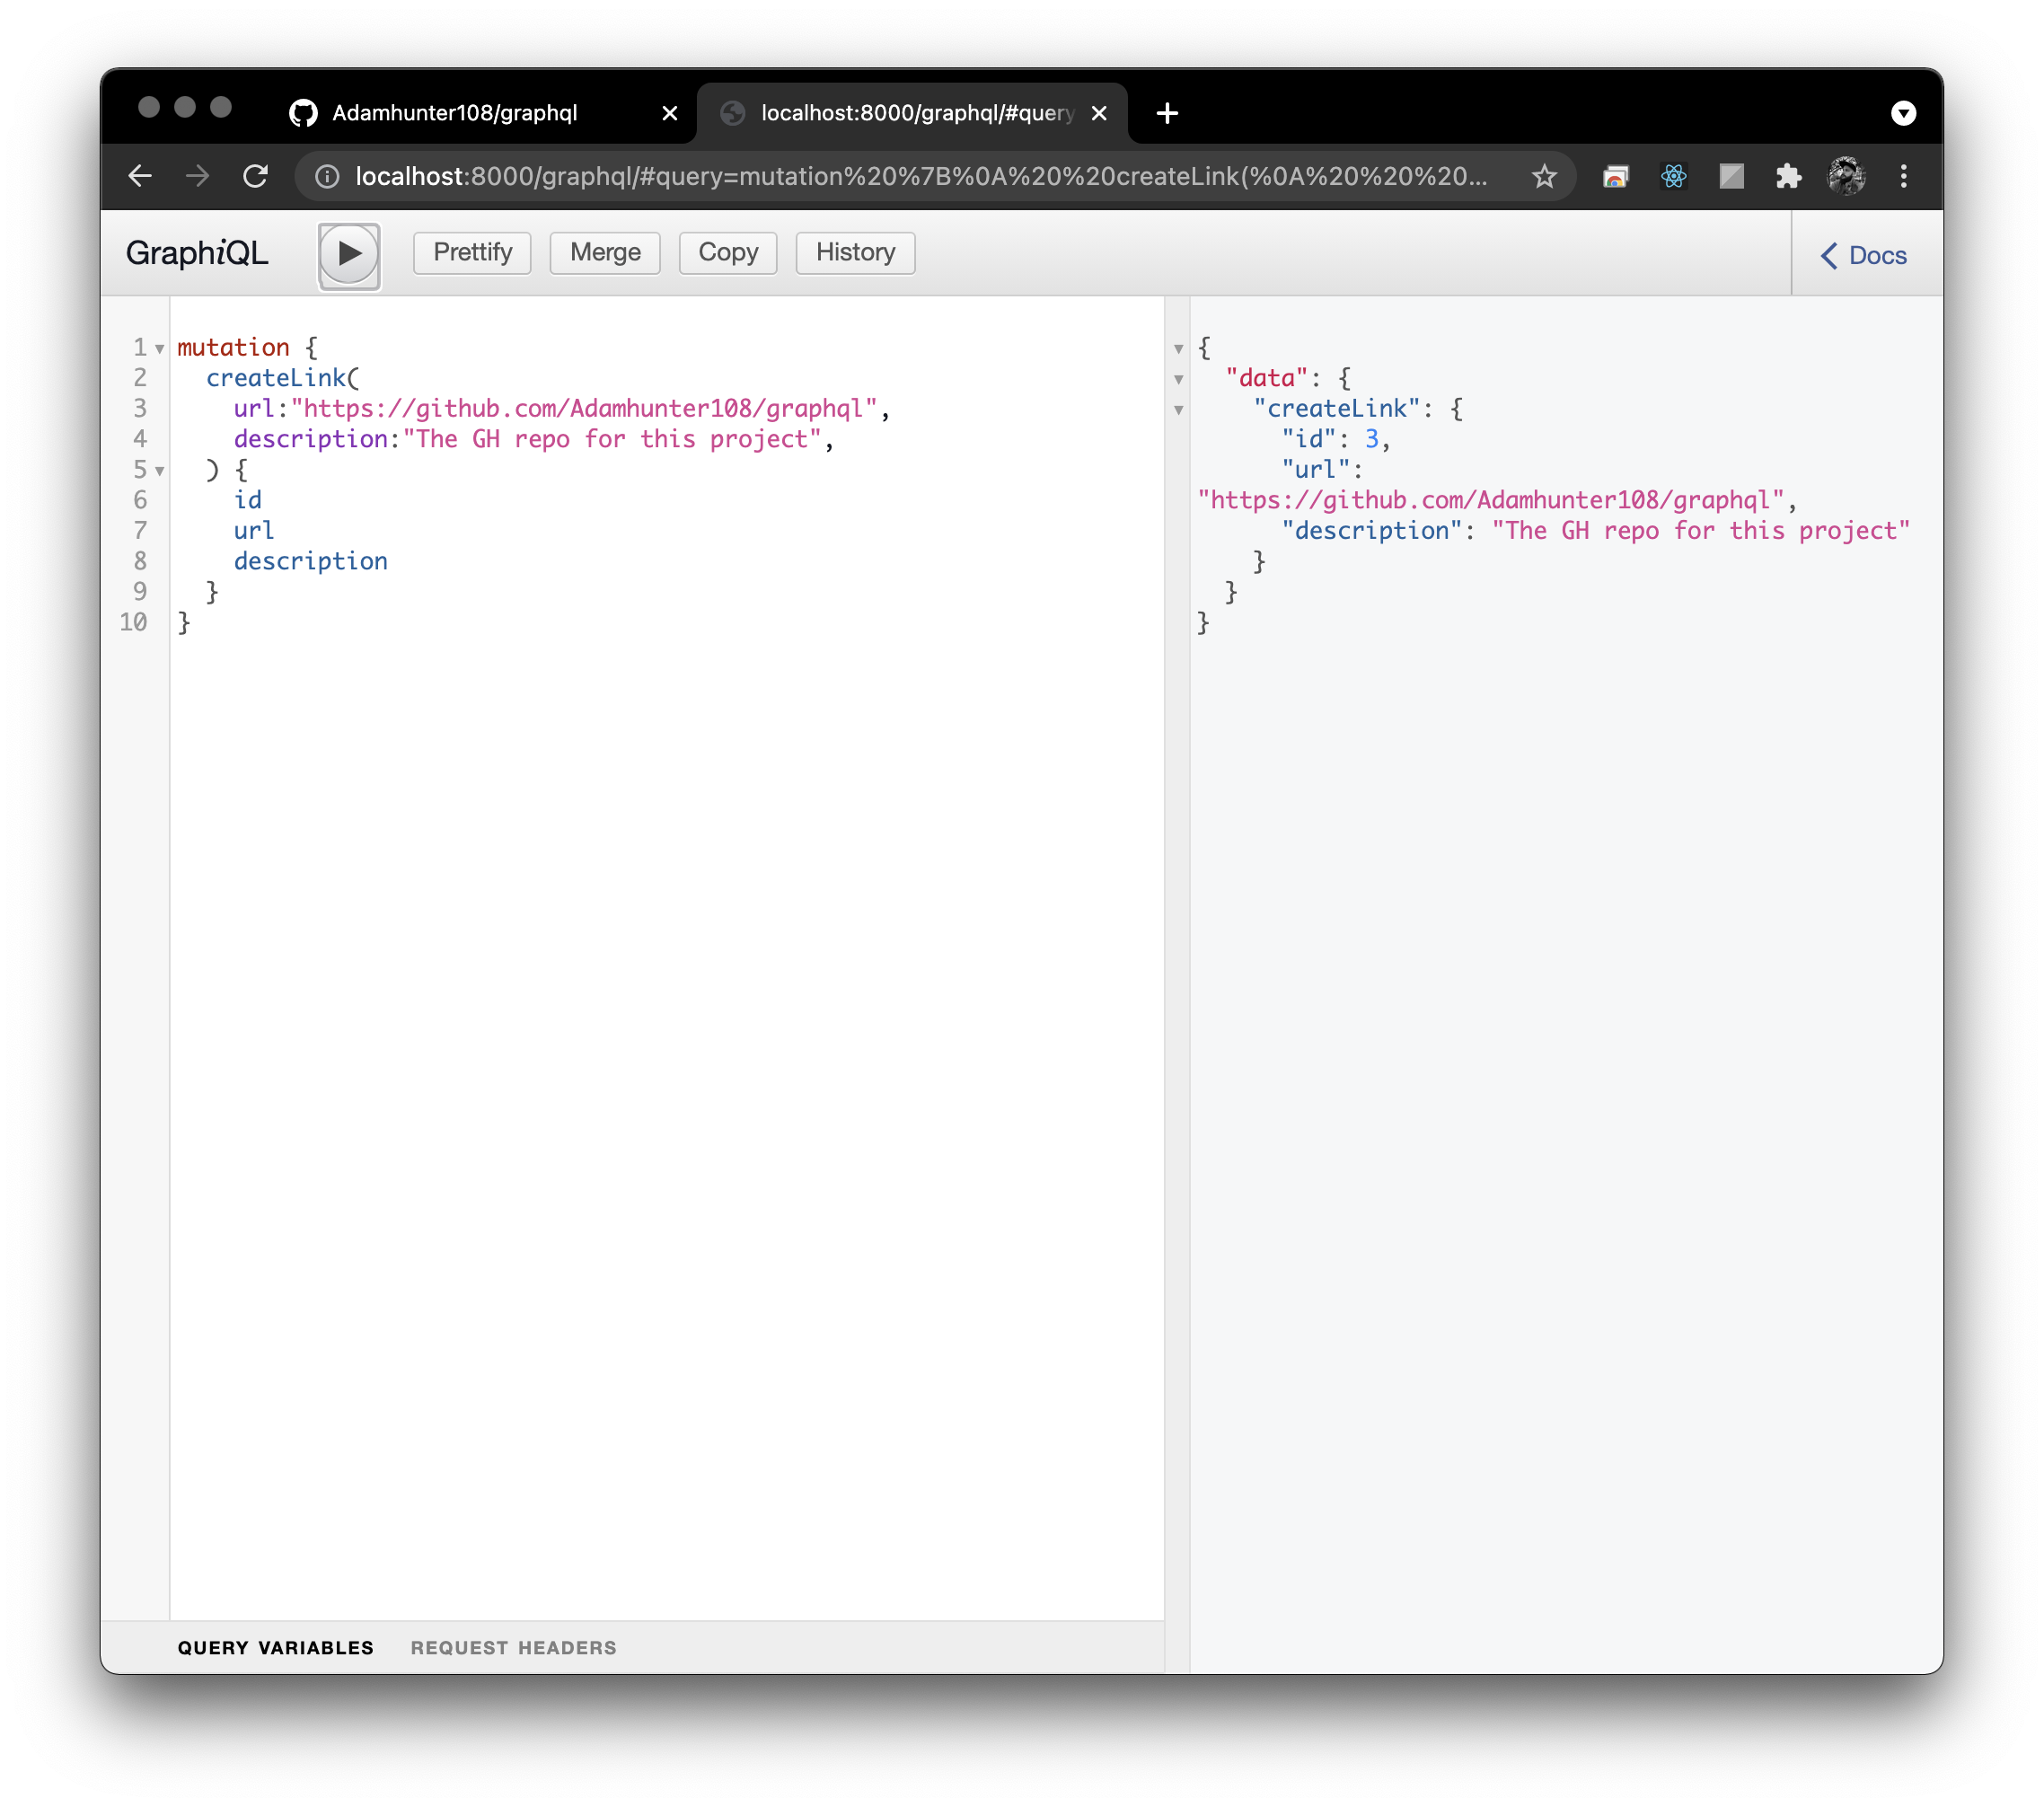 Adamhunter108/graphql
localhost:8000/graphql/#query
localhost:8000/graphql/#query=mutation%20%7B%0A%20%20createLink(%0A%20%20%20...
GraphiQL
Prettify
Merge
Copy
History
Docs
1 mutation {
2   createLink(
3     url:"https://github.com/Adamhunter108/graphql",
4     description:"The GH repo for this project",
5   ) {
6     id
7     url
8     description
9   }
10 }
{
  "data": {
    "createLink": {
      "id": 3,
      "url":
"https://github.com/Adamhunter108/graphql",
      "description": "The GH repo for this project"
    }
  }
}
QUERY VARIABLES
REQUEST HEADERS